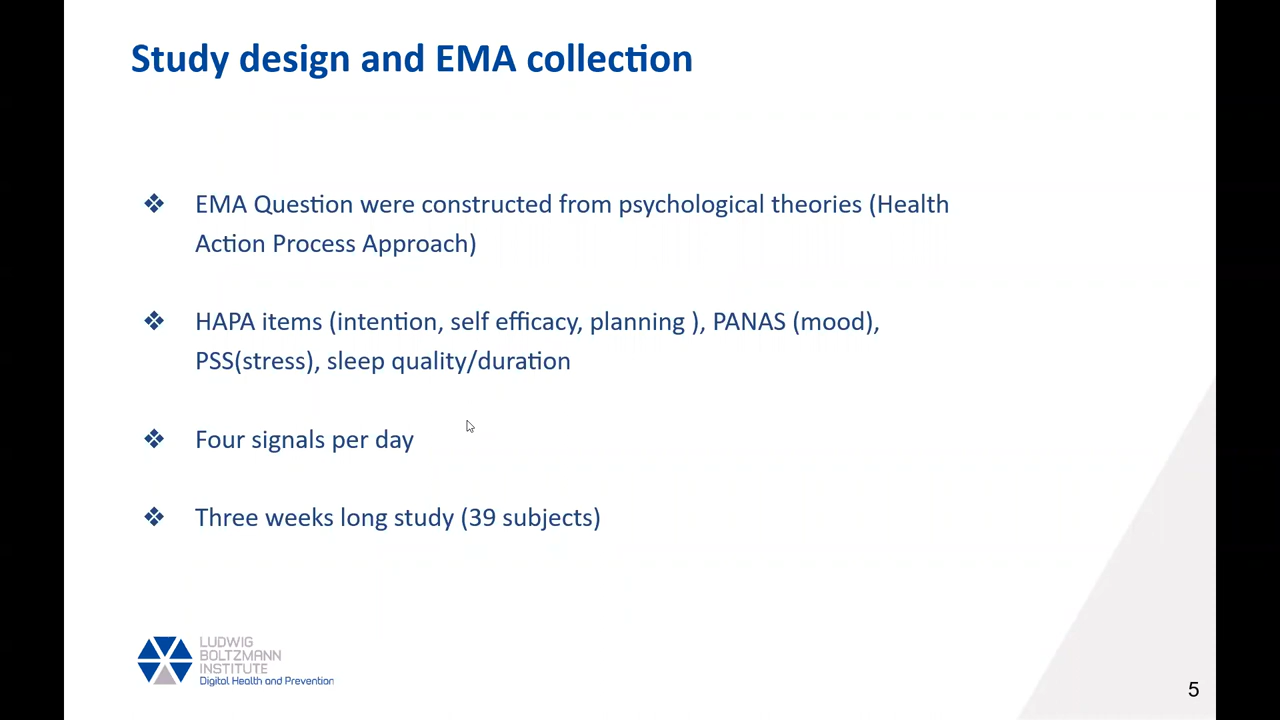 Study design and EMA collection
❖ EMA Question were constructed from psychological theories (Health
Action Process Approach)
❖ HAPA items (intention, self efficacy, planning ), PANAS (mood),
PSS(stress), sleep quality/duration
❖ Four signals per day
❖ Three weeks long study (39 subjects)
LUDWIG
BOLTZMANN
INSTITUTE
Digital Health and Prevention
5